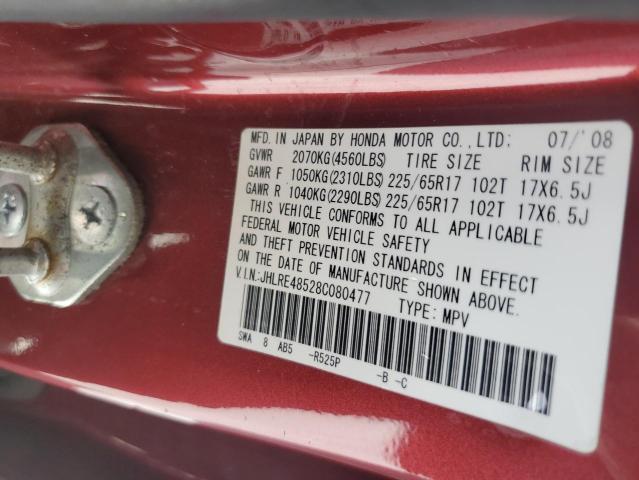 MFD. IN JAPAN BY HONDA MOTOR CO., LTD: 07/'08
GVWR 2070KG(4560LBS) TIRE SIZE RIM SIZE
GAWR F 1050KG(2310LBS) 225/65R17 102T 17X6.5J
GAWR R 1040KG(2290LBS) 225/65R17 102T 17X6.5J
THIS VEHICLE CONFORMS TO ALL APPLICABLE
FEDERAL MOTOR VEHICLE SAFETY
AND THEFT PREVENTION STANDARDS IN EFFECT
ON THE DATE OF MANUFACTURE SHOWN ABOVE.
V.I.N.:JHLRE48528C080477 TYPE: MPV
SWA 8 AB5 -R525P -B -C